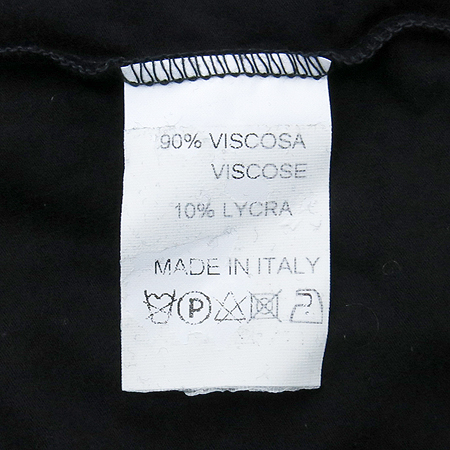 90% VISCOSA
VISCOSE
10% LYCRA
MADE IN ITALY
P